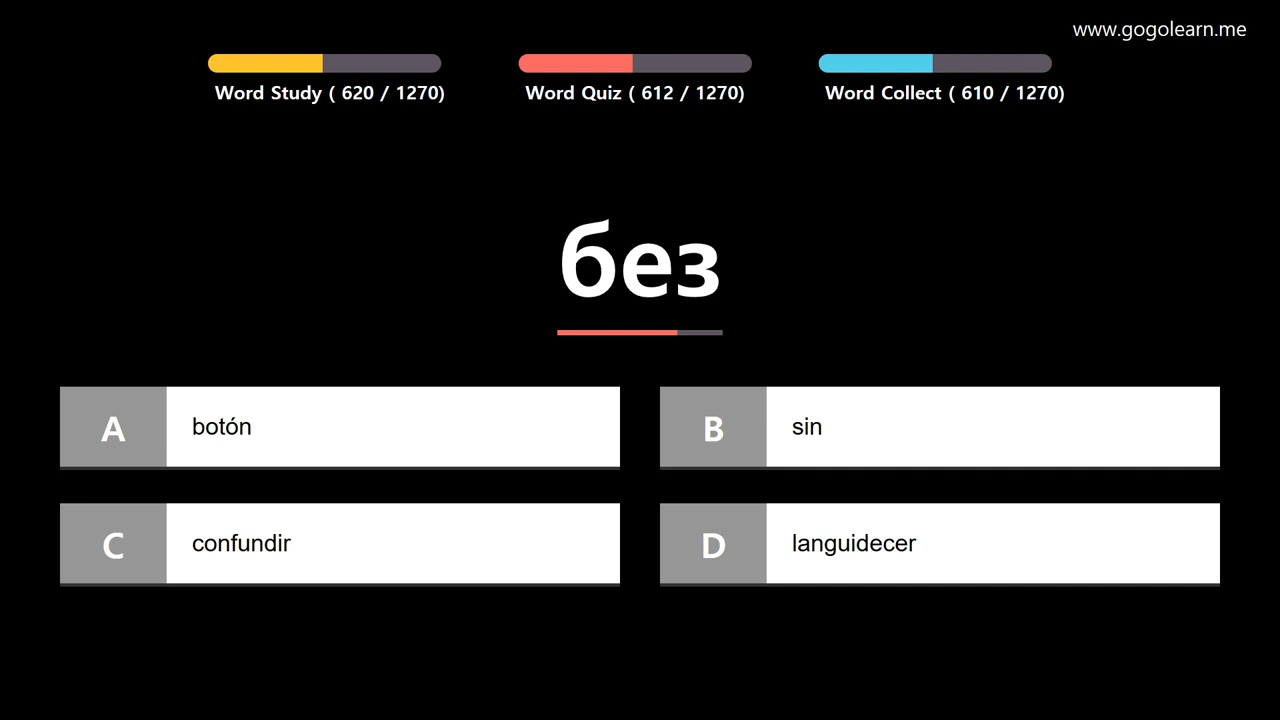 www.gogolearn.me
Word Study ( 620 / 1270)
Word Quiz ( 612 / 1270)
Word Collect ( 610 / 1270)
без
A botón
B sin
C confundir
D languidecer